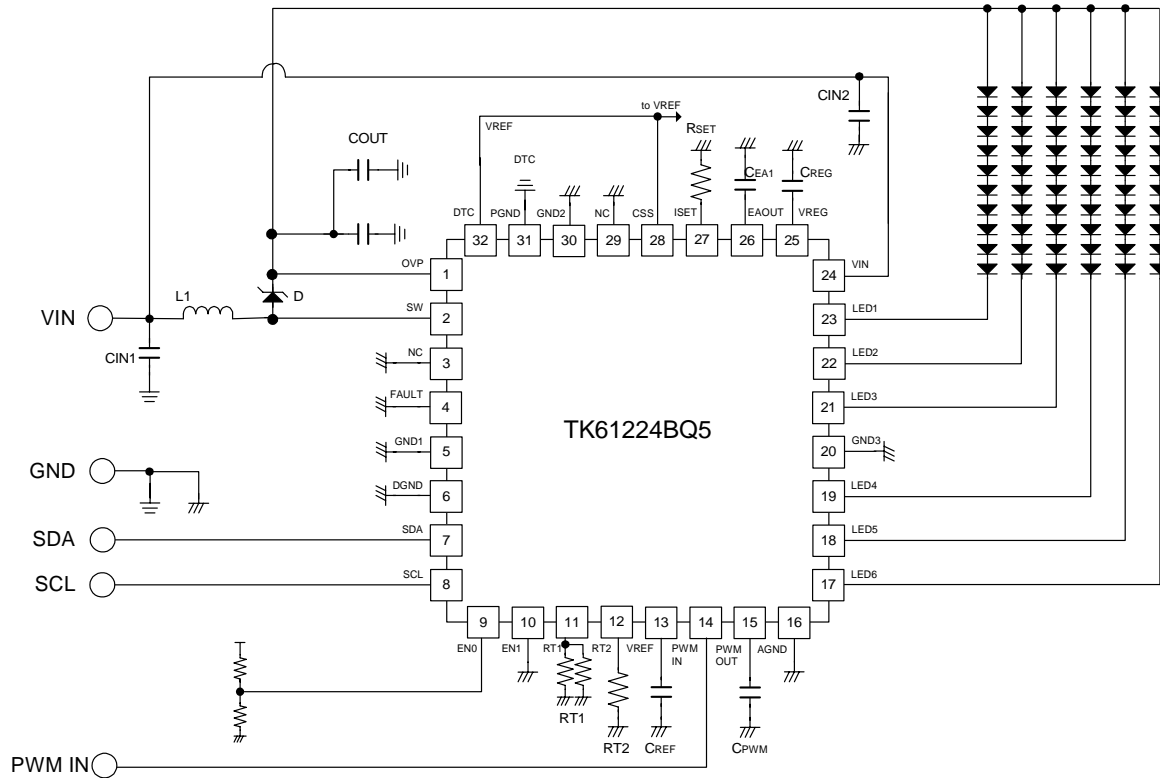 CIN2
to VREF
VREF
RSET
COUT
DTC
CEA1
CREG
DTC
PGND
GND2
NC
CSS
ISET
EAOUT
VREG
32
31
30
29
28
27
26
25
OVP
1
24
VIN
L1
D
VIN
SW
2
23
LED1
CIN1
NC
3
22
LED2
FAULT
4
21
LED3
TK61224BQ5
GND1
5
20
GND3
GND
DGND
6
19
LED4
SDA
SDA
7
18
LED5
SCL
SCL
8
17
LED6
9
10
11
12
13
14
15
16
EN0
EN1
RT1
RT2
VREF
PWM
IN
PWM
OUT
AGND
RT1
RT2
CREF
CPWM
PWM IN